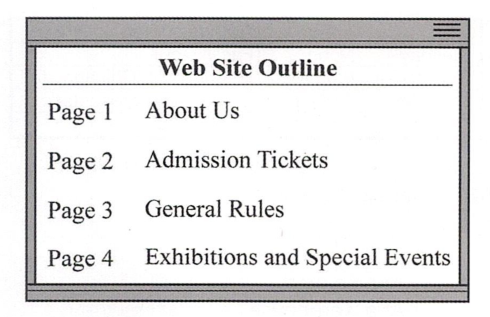 Web Site Outline
Page 1 About Us
Page 2 Admission Tickets
Page 3 General Rules
Page 4 Exhibitions and Special Events